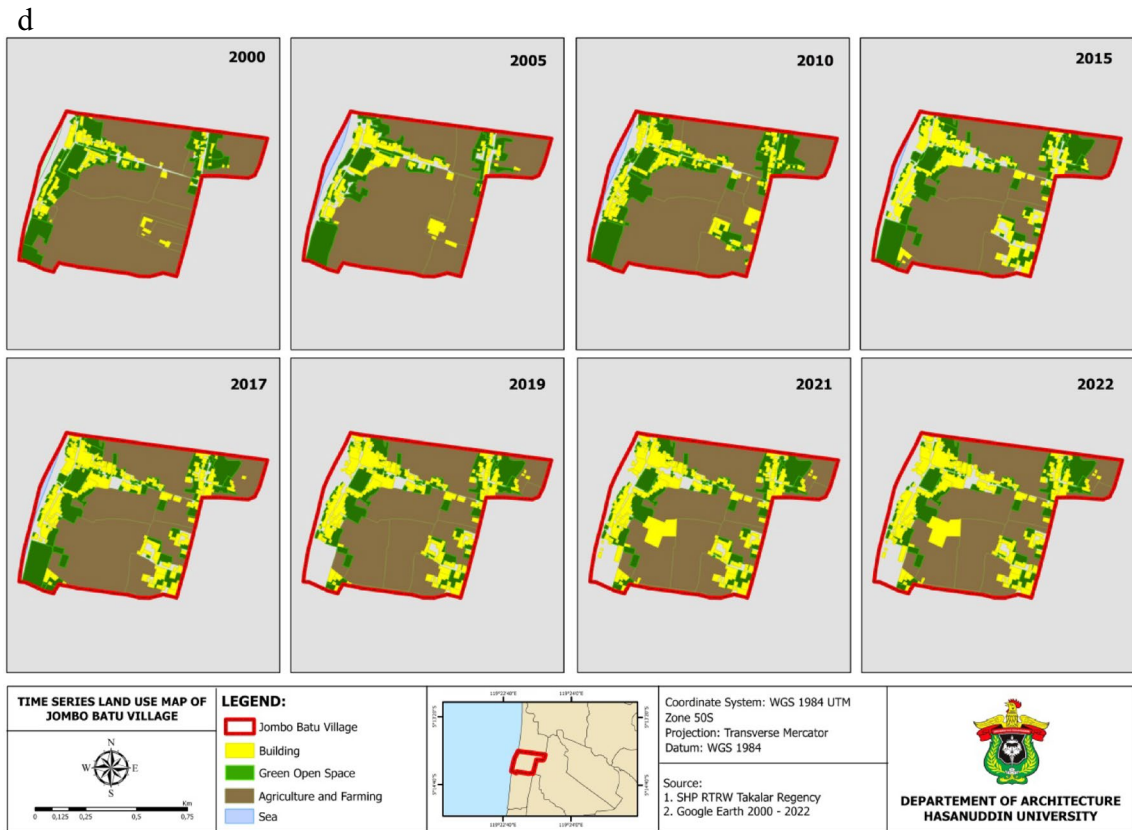 d
2000
2005
2010
2015
2017
2019
2021
2022
TIME SERIES LAND USE MAP OF
JOMBO BATU VILLAGE
N
W
E
S
Km
0 0,125 0,25 0,5 0,75
LEGEND:
Jombo Batu Village
Building
Green Open Space
Agriculture and Farming
Sea
Coordinate System: WGS 1984 UTM
Zone 50S
Projection: Transverse Mercator
Datum: WGS 1984
Source:
1. SHP RTRW Takalar Regency
2. Google Earth 2000 - 2022
DEPARTEMENT OF ARCHITECTURE
HASANUDDIN UNIVERSITY